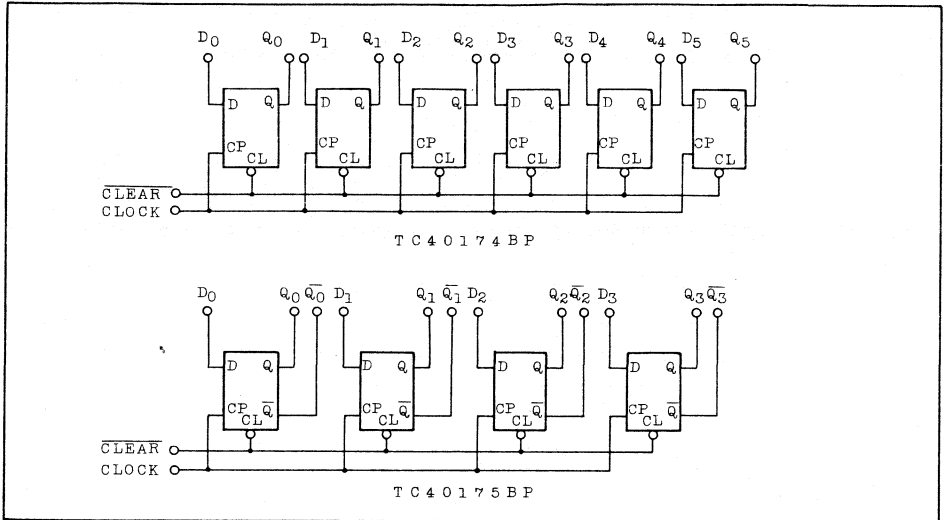 D0 Q0 D1 Q1 D2 Q2 D3 Q3 D4 Q4 D5 Q5
D Q D Q D Q D Q D Q D Q
CP CP CP CP CP CP
CL CL CL CL CL CL
C̅L̅E̅A̅R̅
CLOCK
TC40174BP
D0 Q0 Q̅0̅ D1 Q1 Q̅1̅ D2 Q2 Q̅2̅ D3 Q3 Q̅3̅
D Q D Q D Q D Q
CP Q̅ CP Q̅ CP Q̅ CP Q̅
CL CL CL CL
C̅L̅E̅A̅R̅
CLOCK
TC40175BP